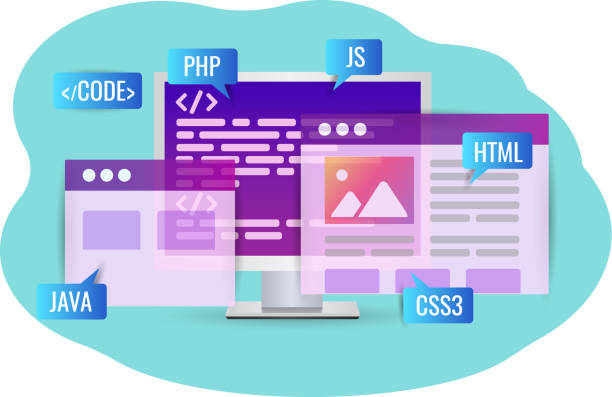 JS
PHP
</CODE>
</>
HTML
</>
JAVA
CSS3